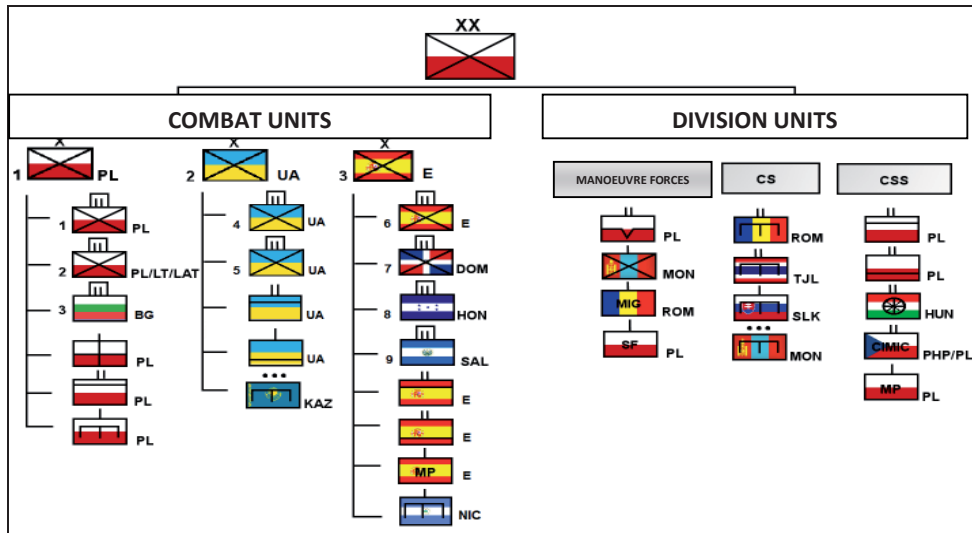 XX
COMBAT UNITS
DIVISION UNITS
X
1 PL
X
2 UA
X
3 E
1 PL
2 PL/LT/LAT
3 BG
PL
PL
PL
4 UA
5 UA
UA
UA
KAZ
6 E
7 DOM
8 HON
9 SAL
E
E
MP E
NIC
MANOEUVRE FORCES
PL
MON
MIG ROM
SF PL
CS
ROM
TJL
SLK
MON
CSS
PL
PL
HUN
CIMIC PHP/PL
MP PL